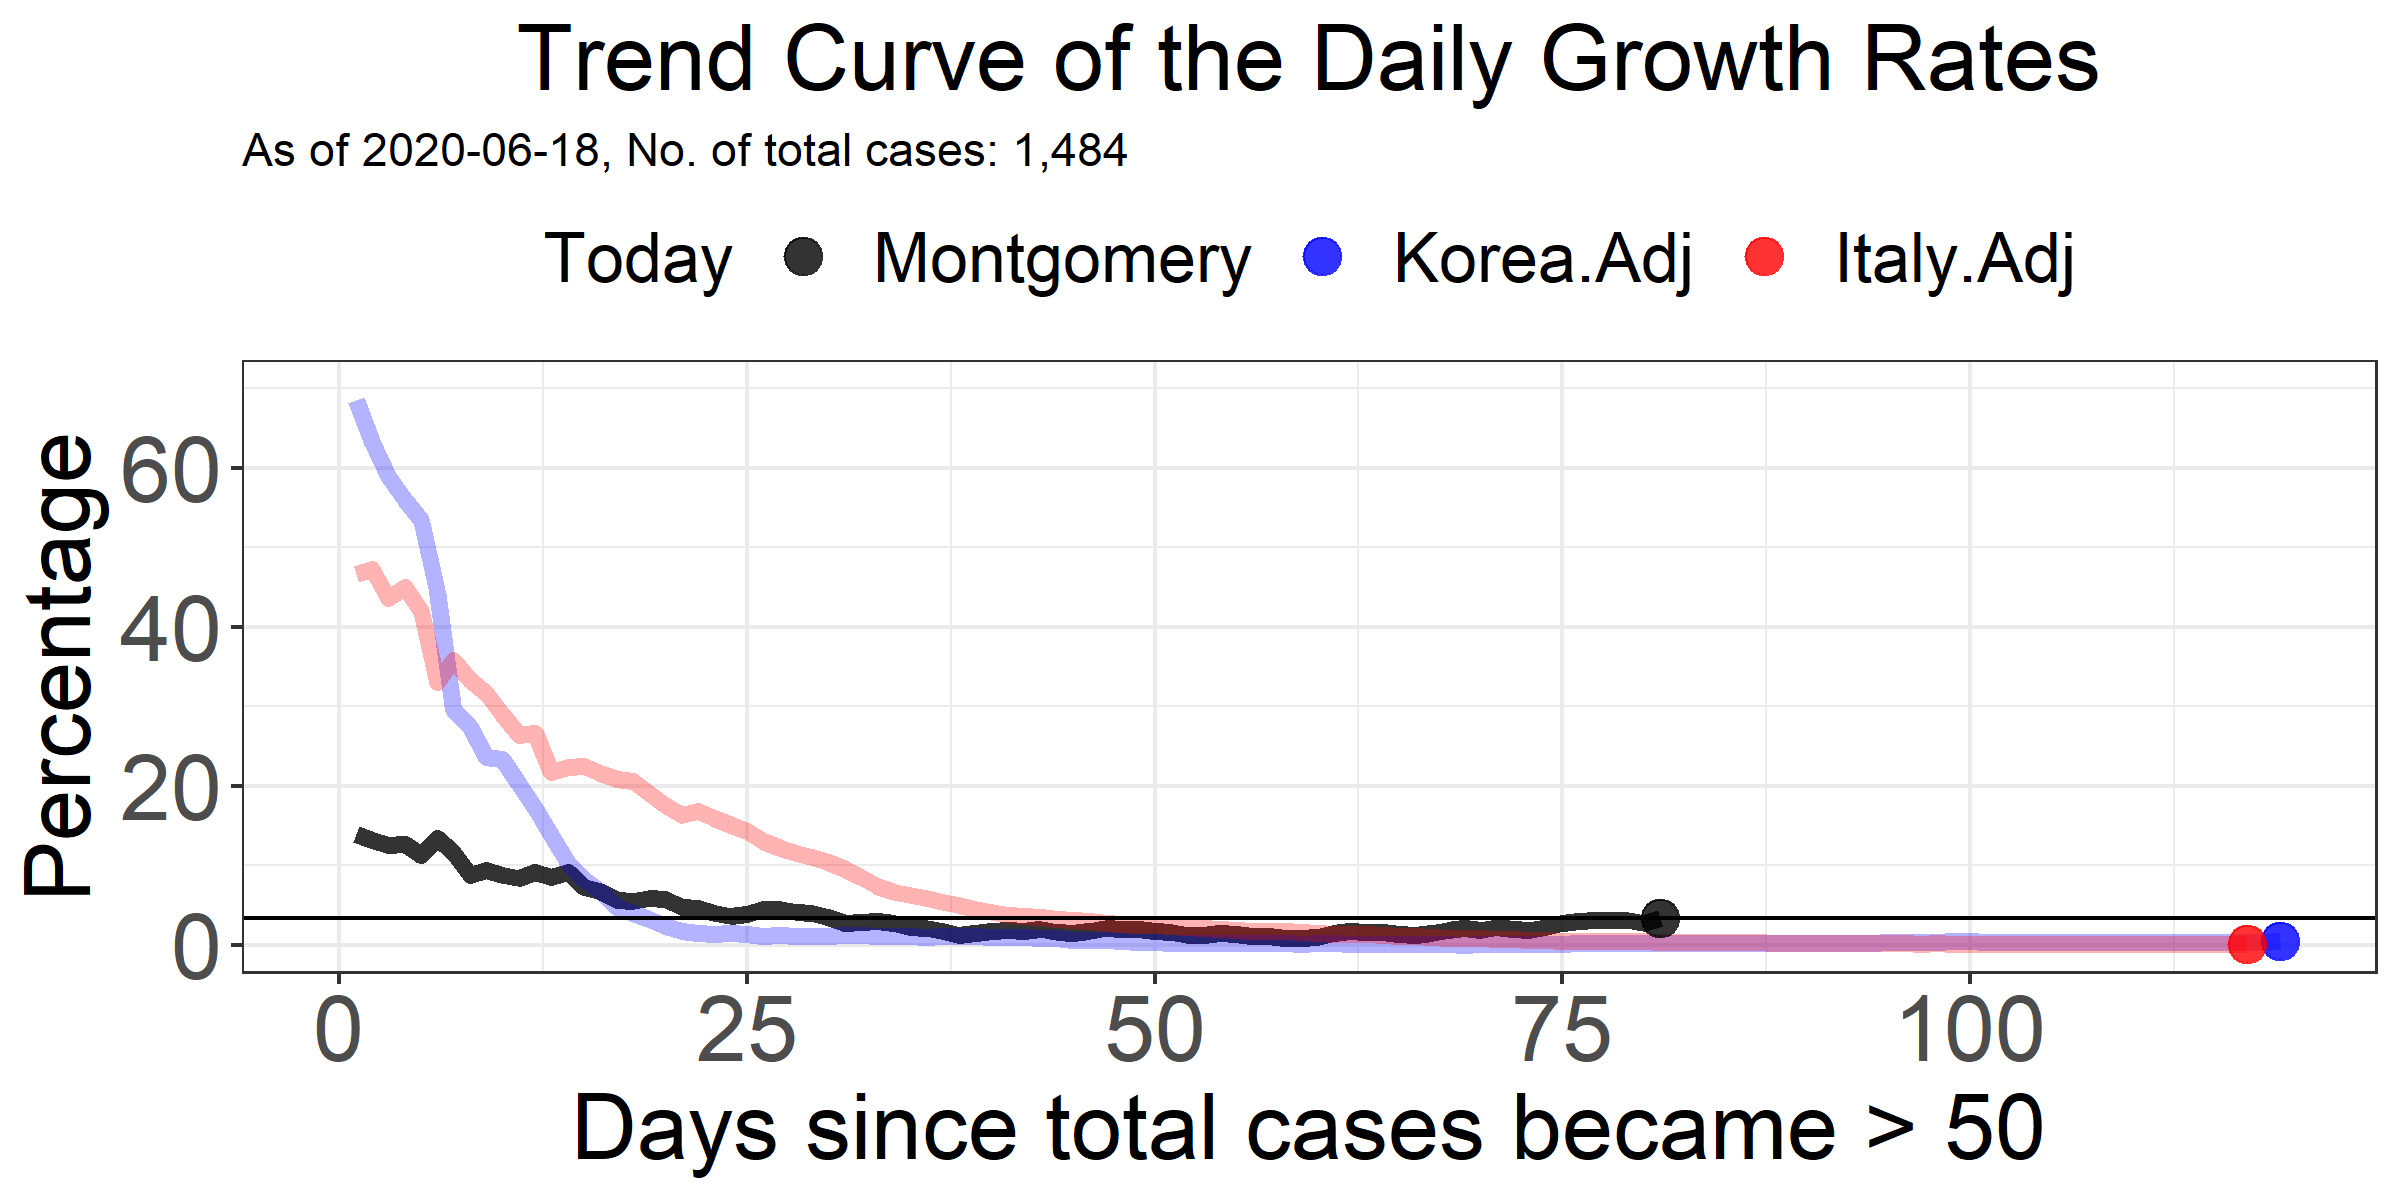 Trend Curve of the Daily Growth Rates
As of 2020-06-18, No. of total cases: 1,484
Today Montgomery Korea.Adj Italy.Adj
Percentage
60
40
20
0
0 25 50 75 100
Days since total cases became > 50